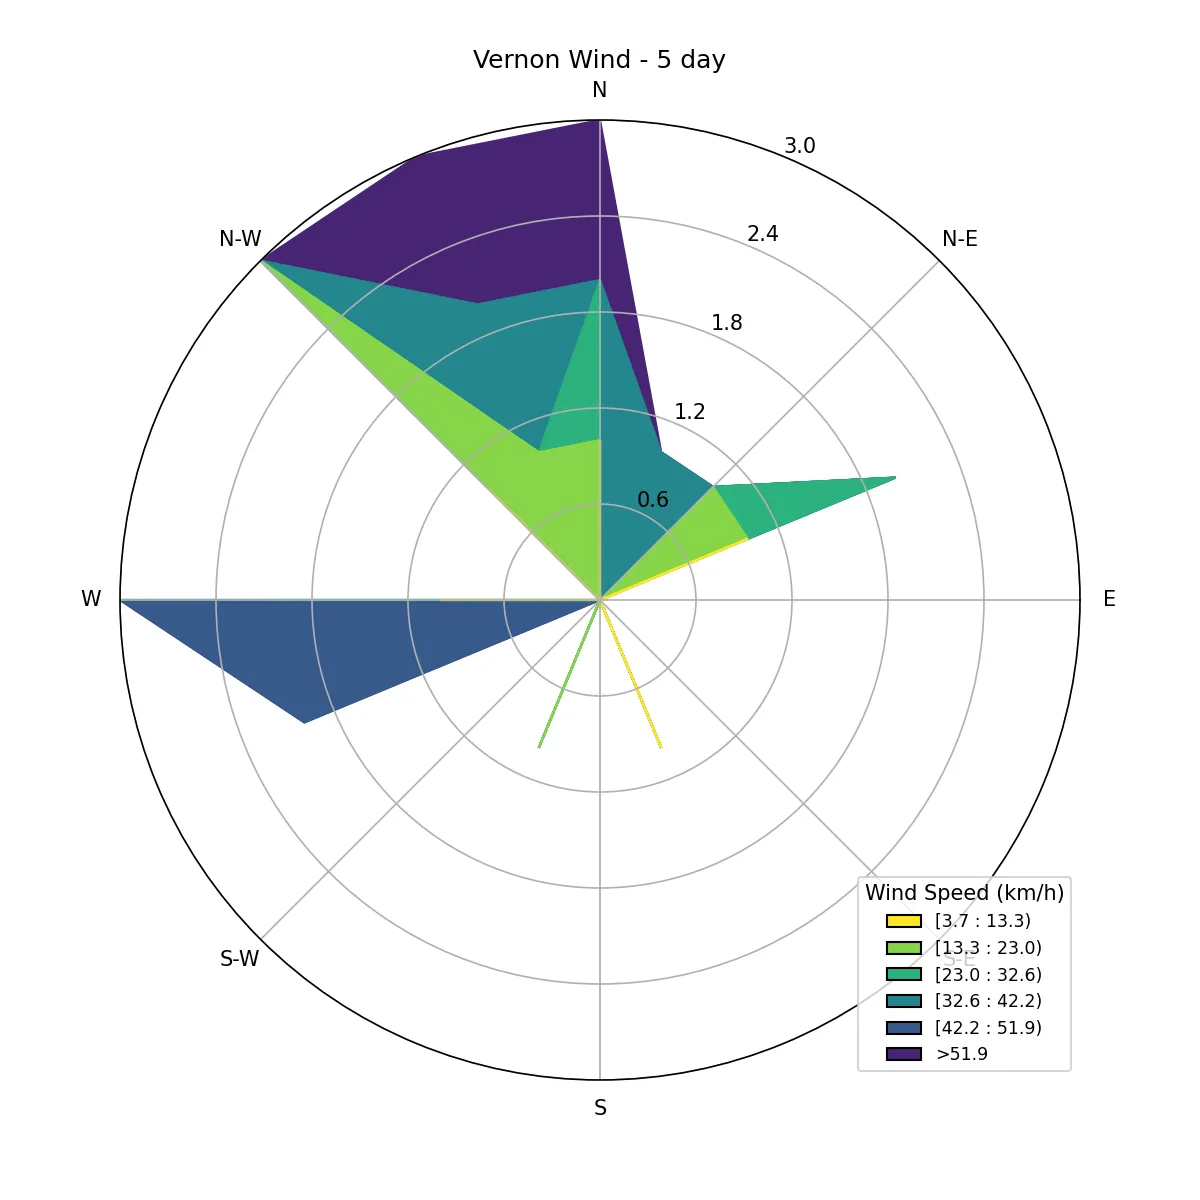 Vernon Wind - 5 day
N
3.0
N-W
N-E
2.4
1.8
1.2
0.6
W
E
Wind Speed (km/h)
[3.7 : 13.3)
[13.3 : 23.0)
S-W
S-E
[23.0 : 32.6)
[32.6 : 42.2)
[42.2 : 51.9)
>51.9
S